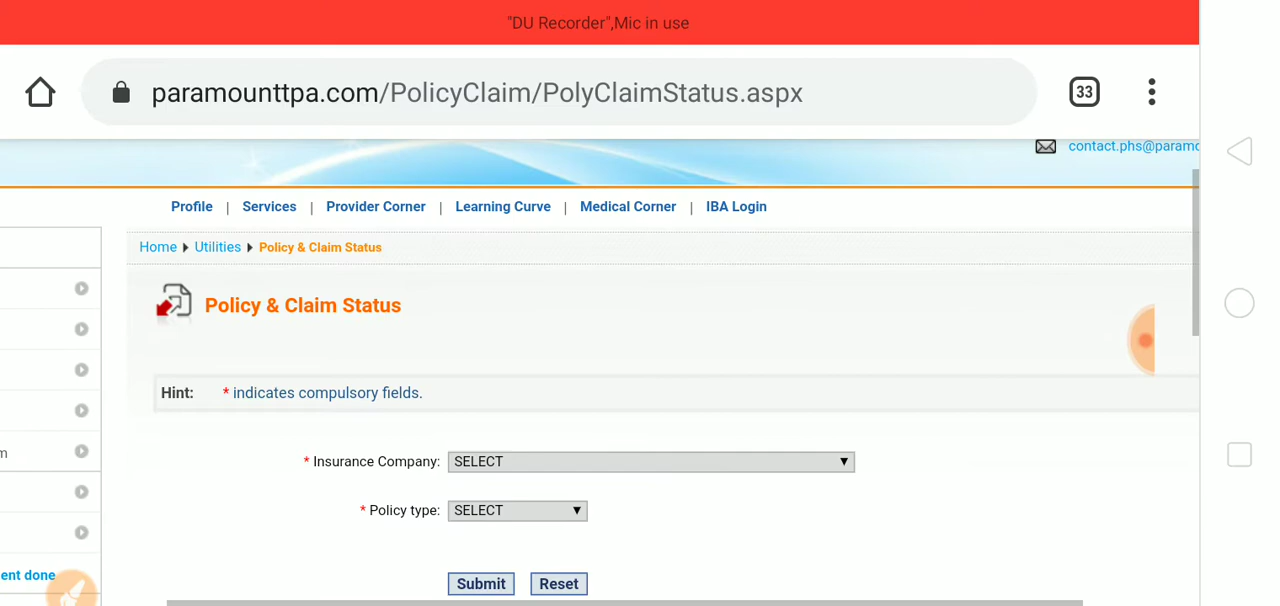 "DU Recorder",Mic in use
paramounttpa.com/PolicyClaim/PolyClaimStatus.aspx
33
contact.phs@paramo
Profile | Services | Provider Corner | Learning Curve | Medical Corner | IBA Login
Home Utilities Policy & Claim Status
Policy & Claim Status
Hint: * indicates compulsory fields.
m
* Insurance Company: SELECT
* Policy type: SELECT
ent done
Submit Reset